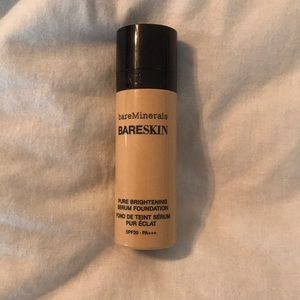 bareMinerals
BARESKIN
PURE BRIGHTENING
SERUM FOUNDATION
FOND DE TEINT SÉRUM
PUR ÉCLAT
SPF20 · PA+++